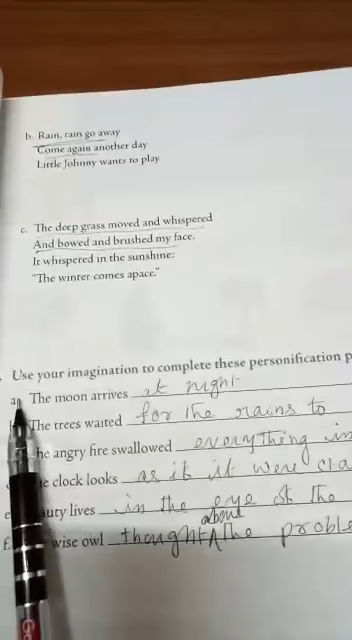 b. Rain, rain go away
Come again another day
Little Johnny wants to play
c. The deep grass moved and whispered
And bowed and brushed my face.
It whispered in the sunshine:
"The winter comes apace."
Use your imagination to complete these personification p
a. The moon arrives at night
The trees waited for the rains to
he angry fire swallowed everything in
e clock looks as if it were cla
e auty lives in the eye of the
about
f. wise owl thought the proble